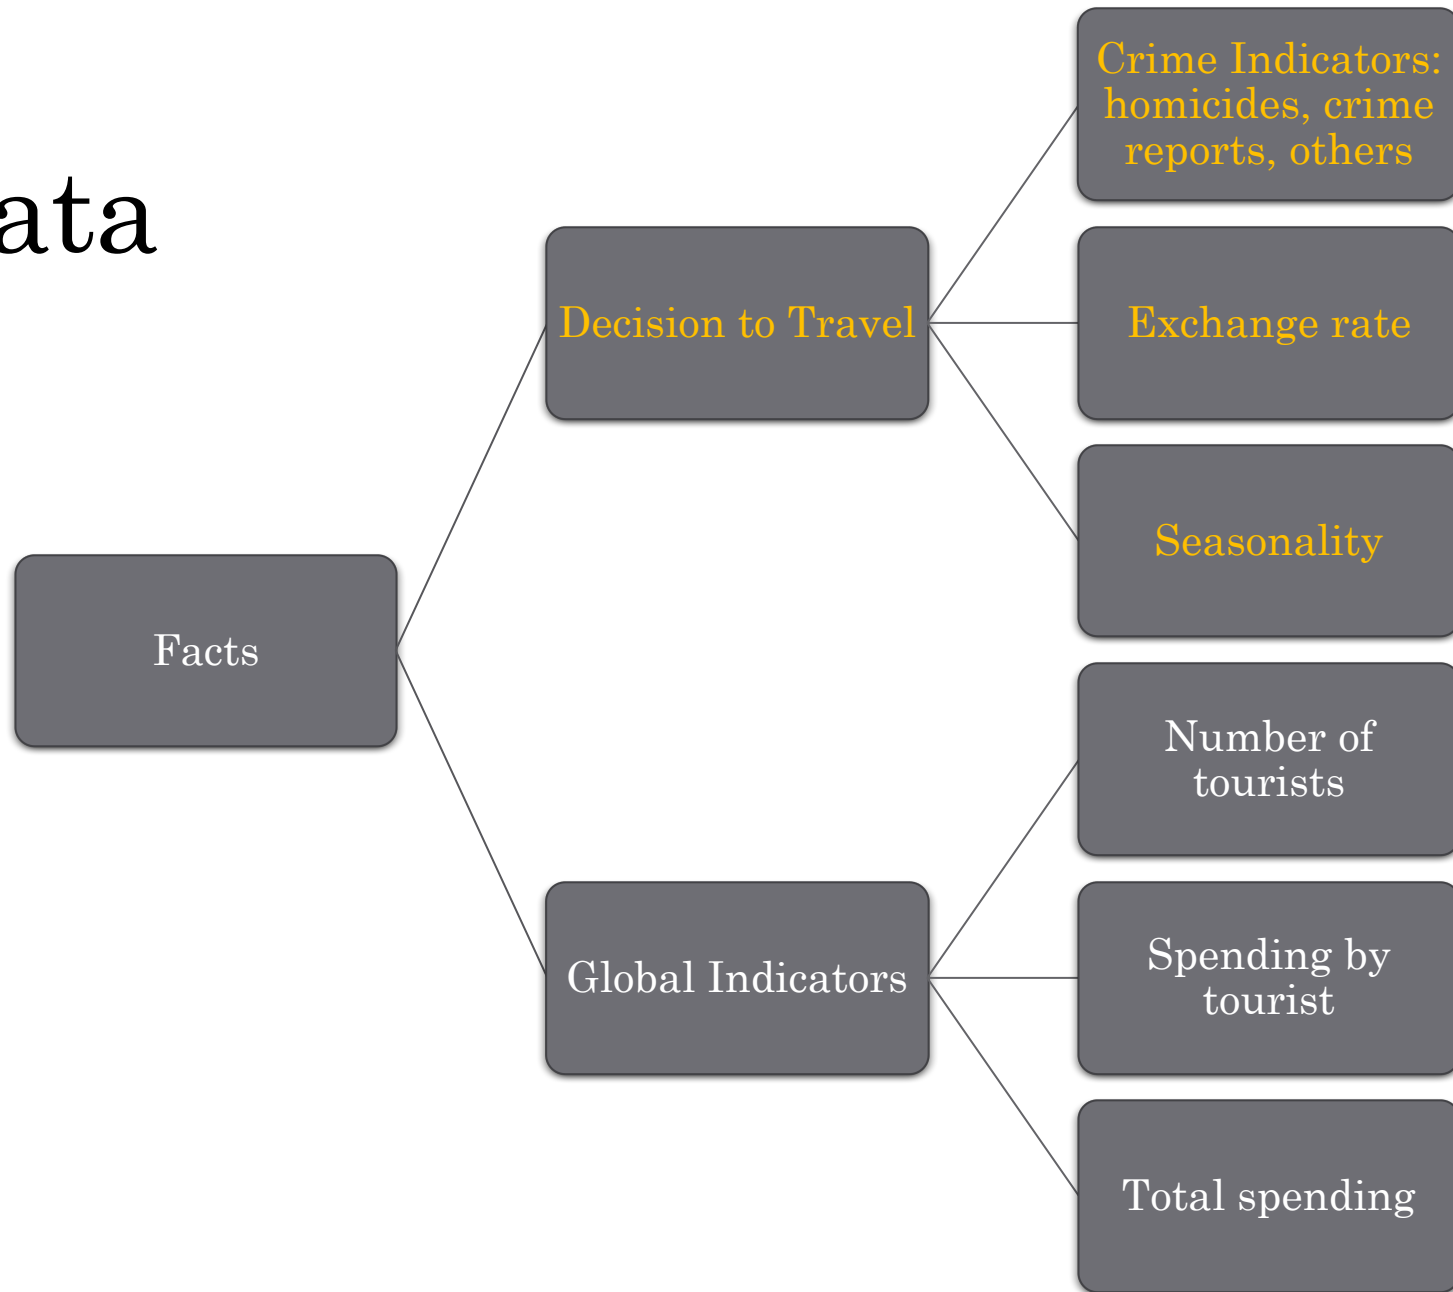 ata
Facts
Decision to Travel
Crime Indicators:
homicides, crime
reports, others
Exchange rate
Seasonality
Global Indicators
Number of
tourists
Spending by
tourist
Total spending